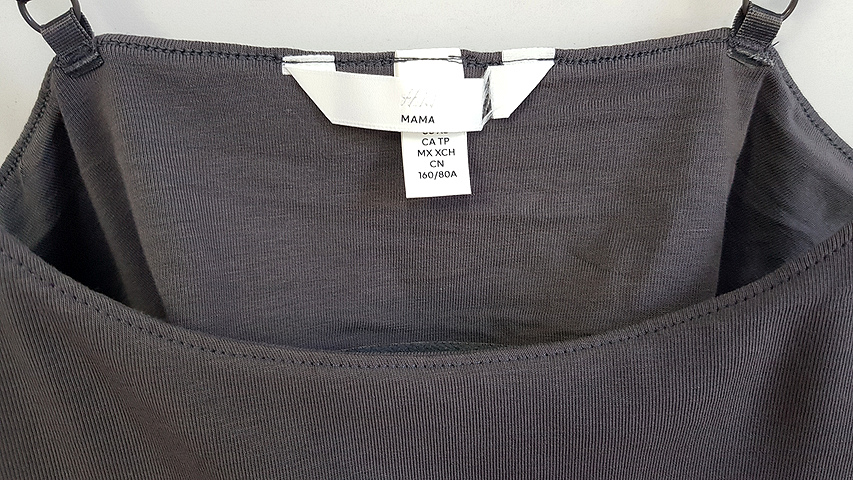 H&M
MAMA
CA TP
MX XCH
CN
160/80A